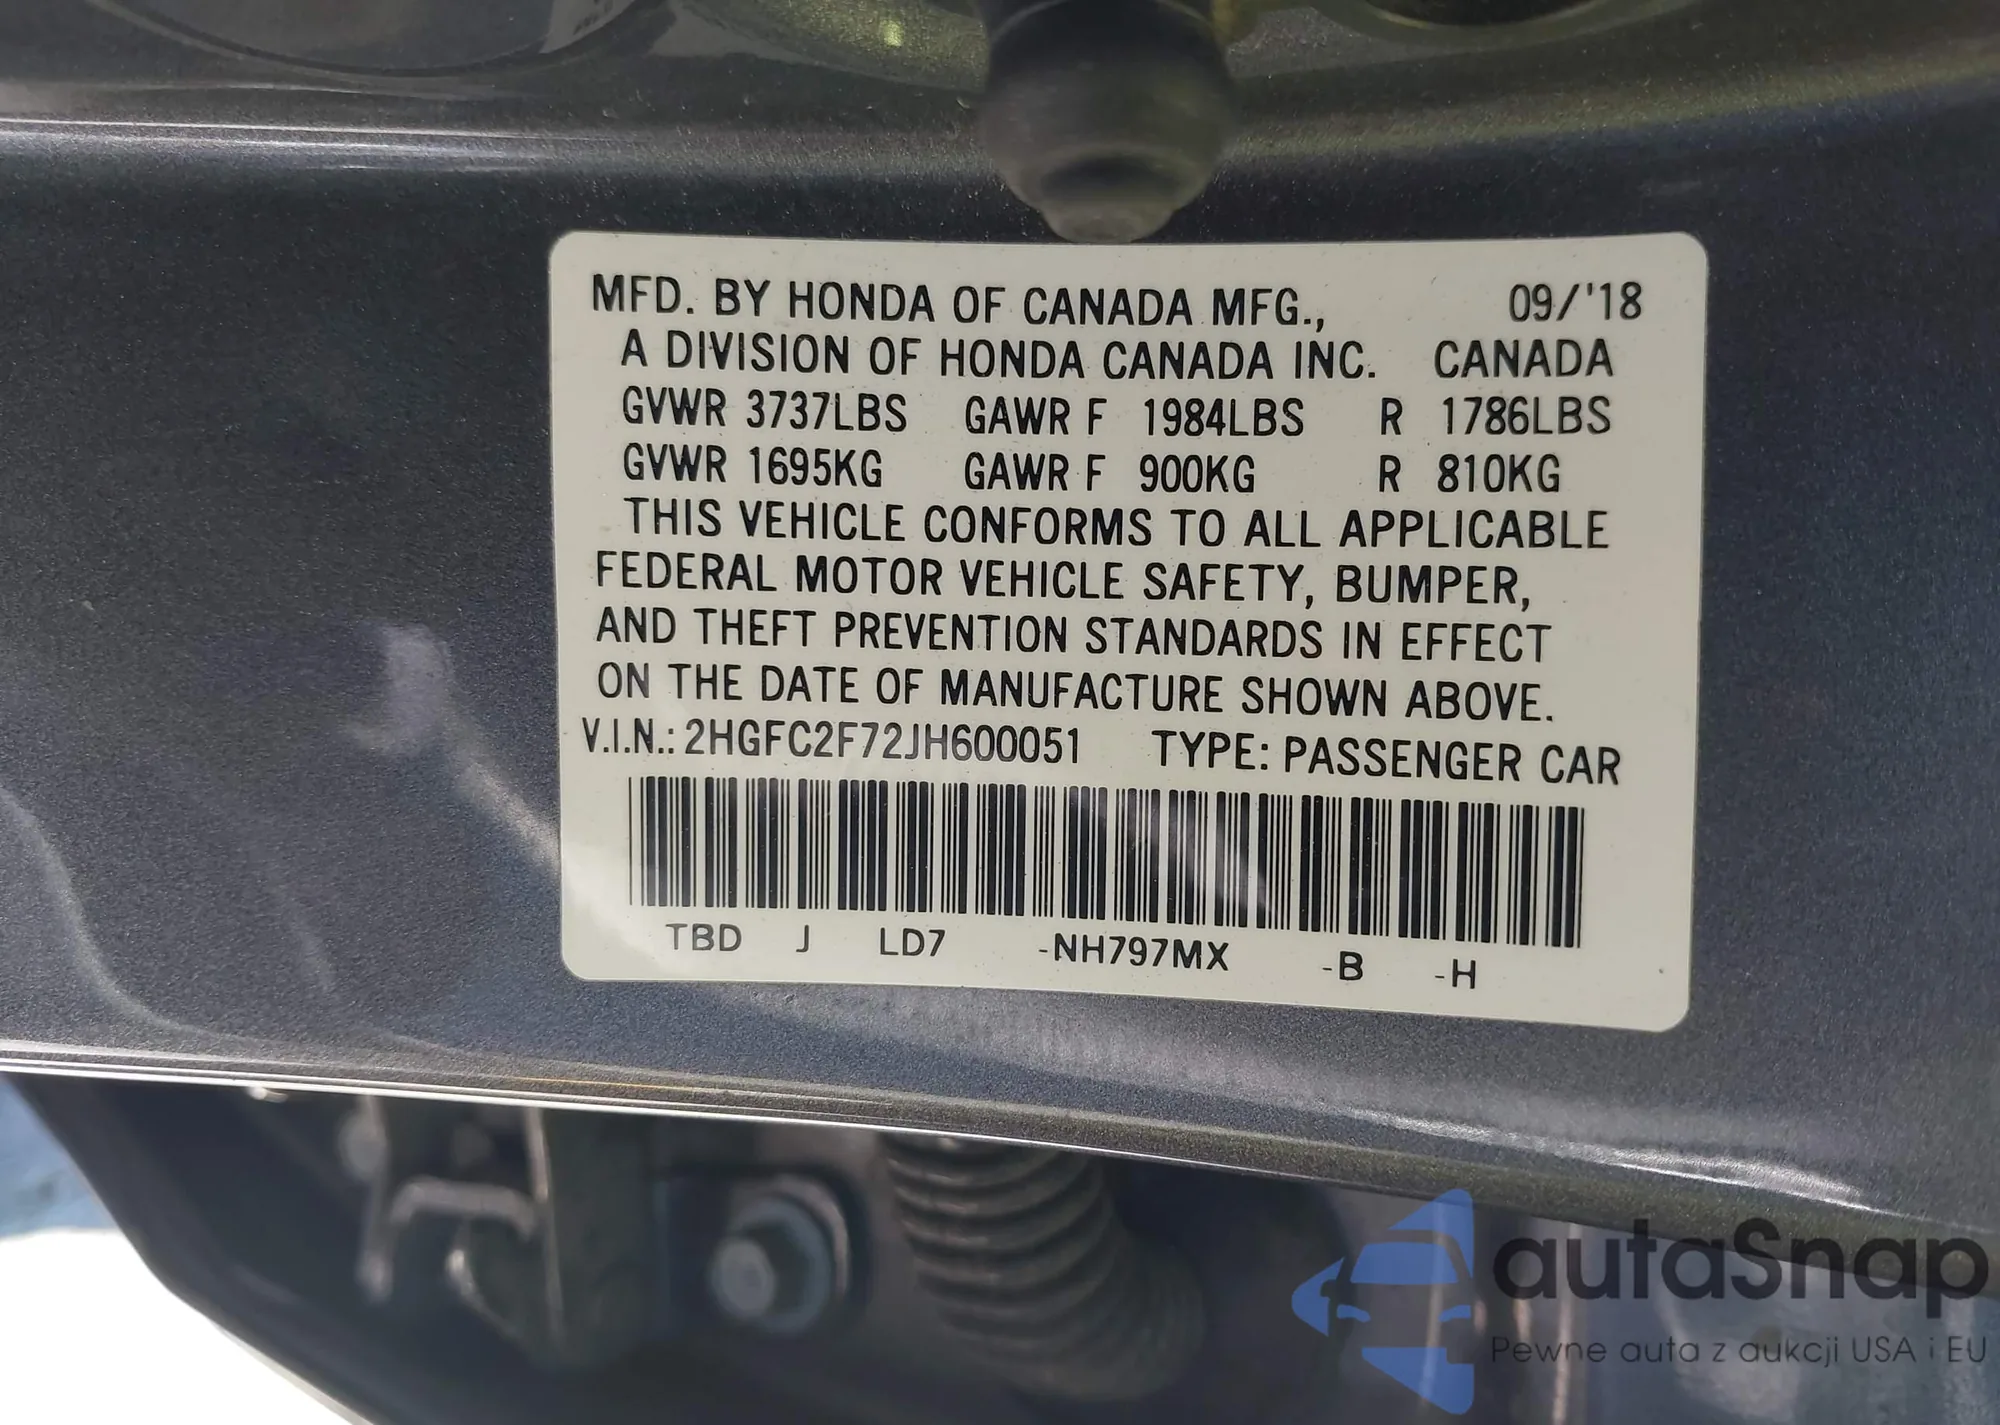 MFD. BY HONDA OF CANADA MFG., 09/'18
A DIVISION OF HONDA CANADA INC. CANADA
GVWR 3737LBS GAWR F 1984LBS R 1786LBS
GVWR 1695KG GAWR F 900KG R 810KG
THIS VEHICLE CONFORMS TO ALL APPLICABLE
FEDERAL MOTOR VEHICLE SAFETY, BUMPER,
AND THEFT PREVENTION STANDARDS IN EFFECT
ON THE DATE OF MANUFACTURE SHOWN ABOVE.
V.I.N.: 2HGFC2F72JH600051 TYPE: PASSENGER CAR
TBD J LD7 -NH797MX -B -H
autaSnap
Pewne auta z aukcji USA i EU